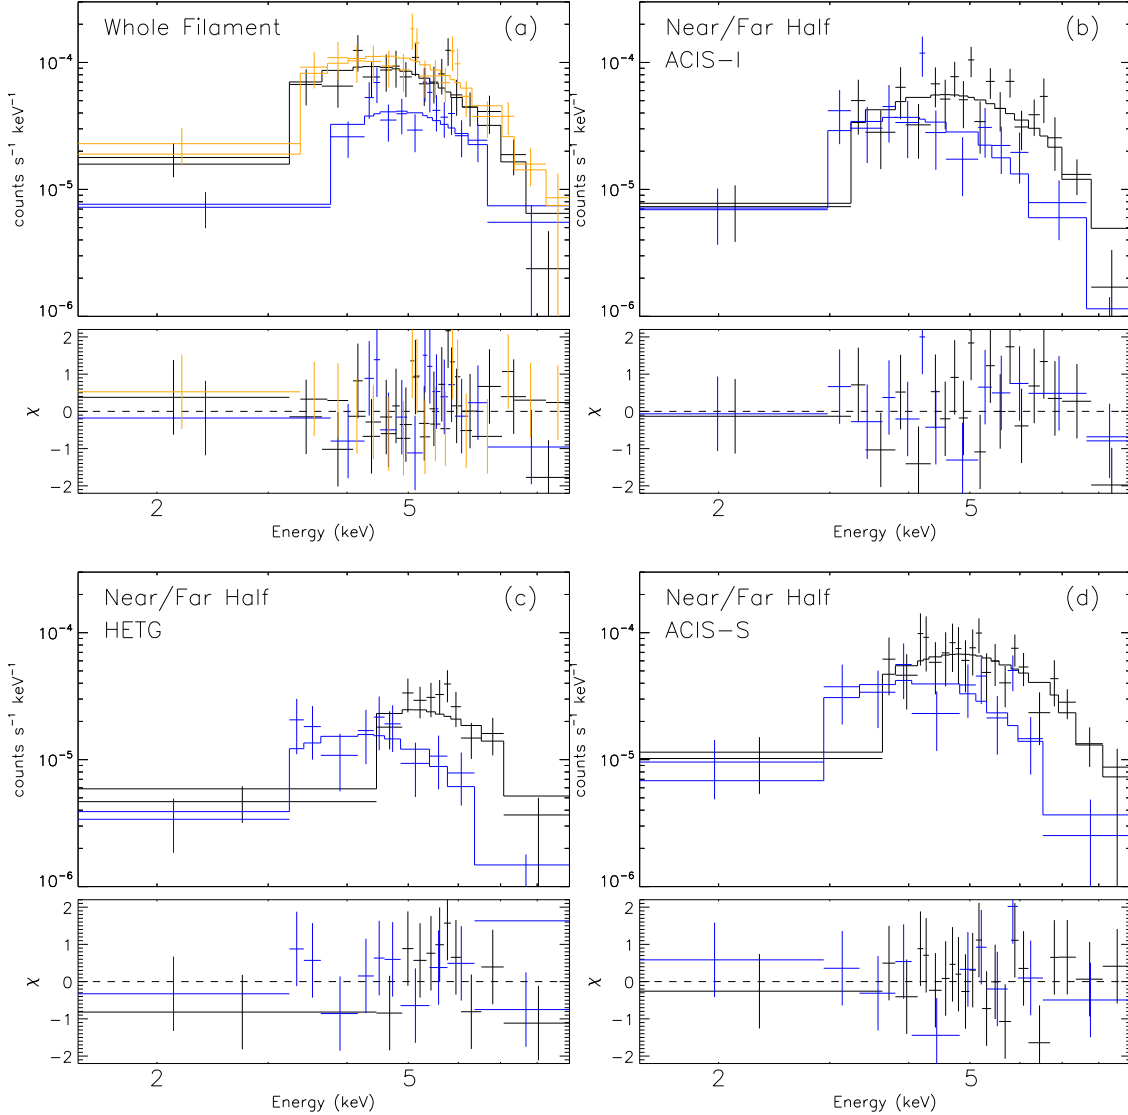 Whole Filament (a)
10⁻⁴
10⁻⁵
10⁻⁶
counts s⁻¹ keV⁻¹
2
1
0
-1
-2
χ
2 5
Energy (keV)
Near/Far Half (b)
ACIS-I
10⁻⁴
10⁻⁵
10⁻⁶
counts s⁻¹ keV⁻¹
2
1
0
-1
-2
χ
2 5
Energy (keV)
Near/Far Half (c)
HETG
10⁻⁴
10⁻⁵
10⁻⁶
counts s⁻¹ keV⁻¹
2
1
0
-1
-2
χ
2 5
Energy (keV)
Near/Far Half (d)
ACIS-S
10⁻⁴
10⁻⁵
10⁻⁶
counts s⁻¹ keV⁻¹
2
1
0
-1
-2
χ
2 5
Energy (keV)